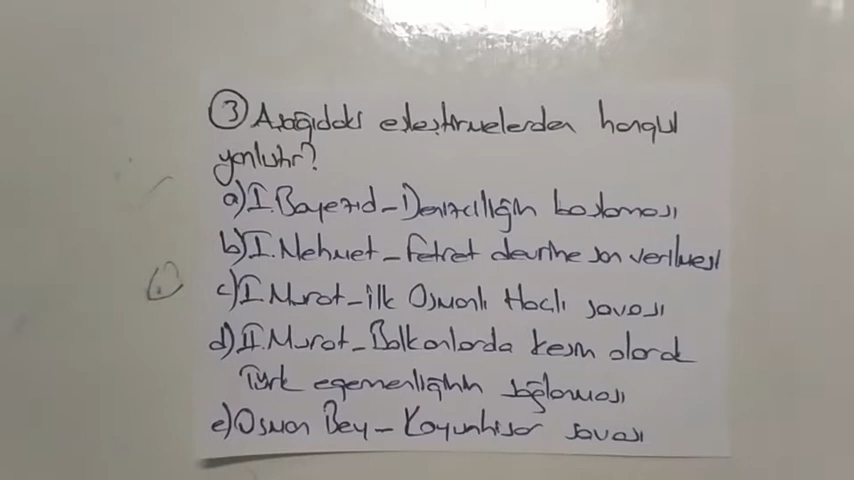 ③ Aşağıdaki eşleştirmelerden hangisi
yanlıştır?
a) I. Bayezıd - Denizciliğin başlaması
b) I. Mehmet - Fetret devrine son verilmesi
c) I. Murat - ilk Osmanlı Haçlı savaşı
d) II. Murat - Balkanlarda kesin olarak
Türk egemenliğinin sağlanması
e) Osman Bey - Koyunhisar savaşı